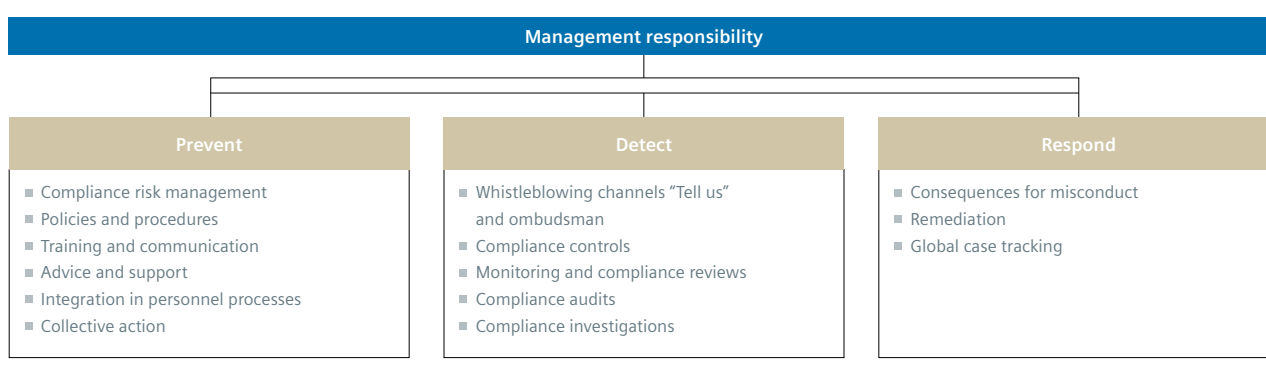 Management responsibility
Prevent
Compliance risk management
Policies and procedures
Training and communication
Advice and support
Integration in personnel processes
Collective action
Detect
Whistleblowing channels “Tell us”
and ombudsman
Compliance controls
Monitoring and compliance reviews
Compliance audits
Compliance investigations
Respond
Consequences for misconduct
Remediation
Global case tracking